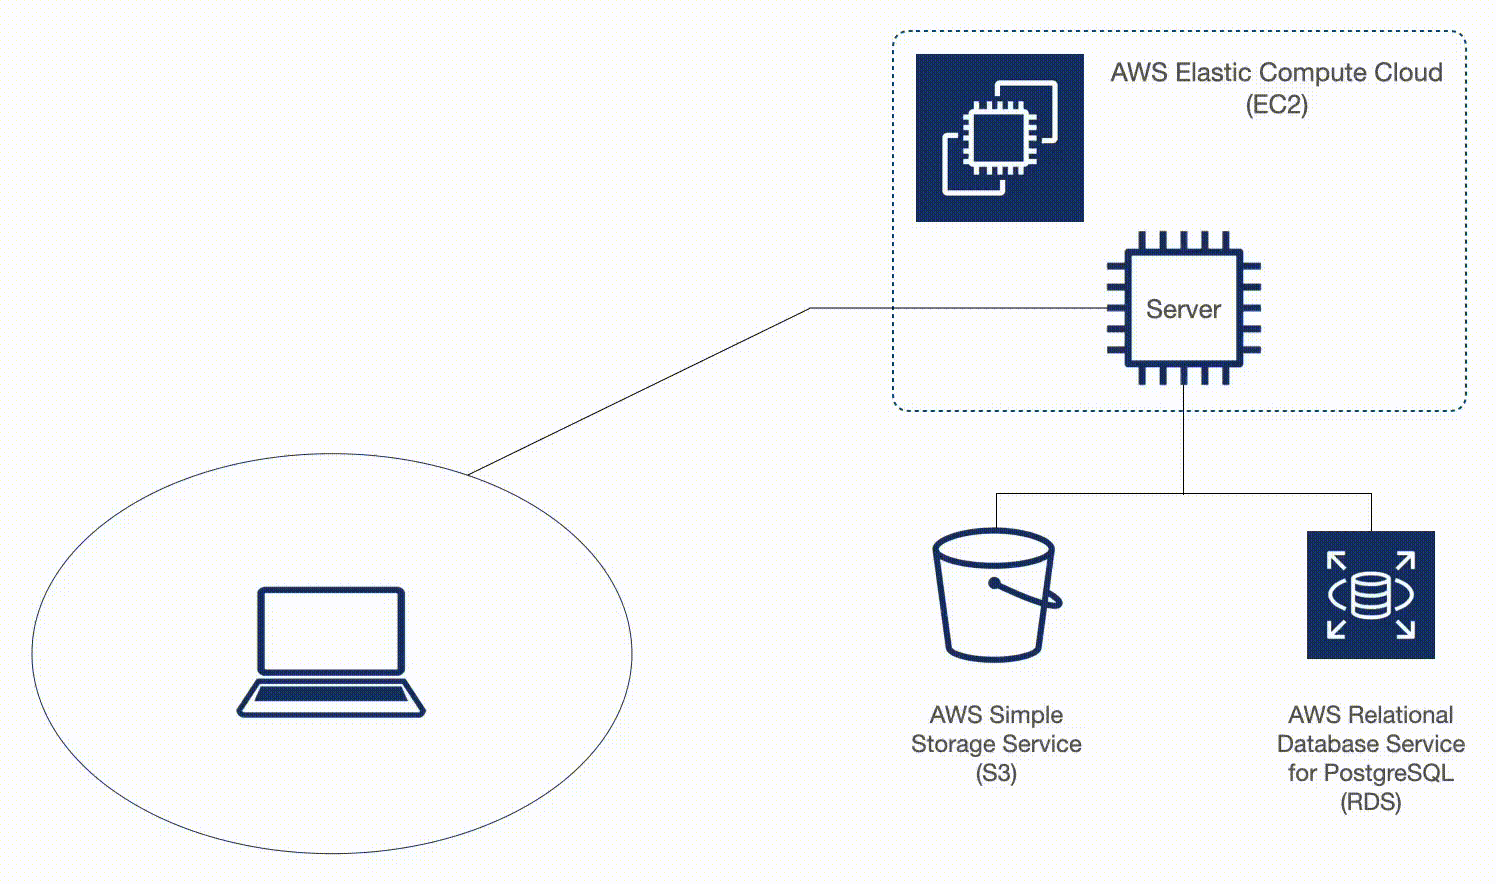 AWS Elastic Compute Cloud
(EC2)
Server
AWS Simple
Storage Service
(S3)
AWS Relational
Database Service
for PostgreSQL
(RDS)